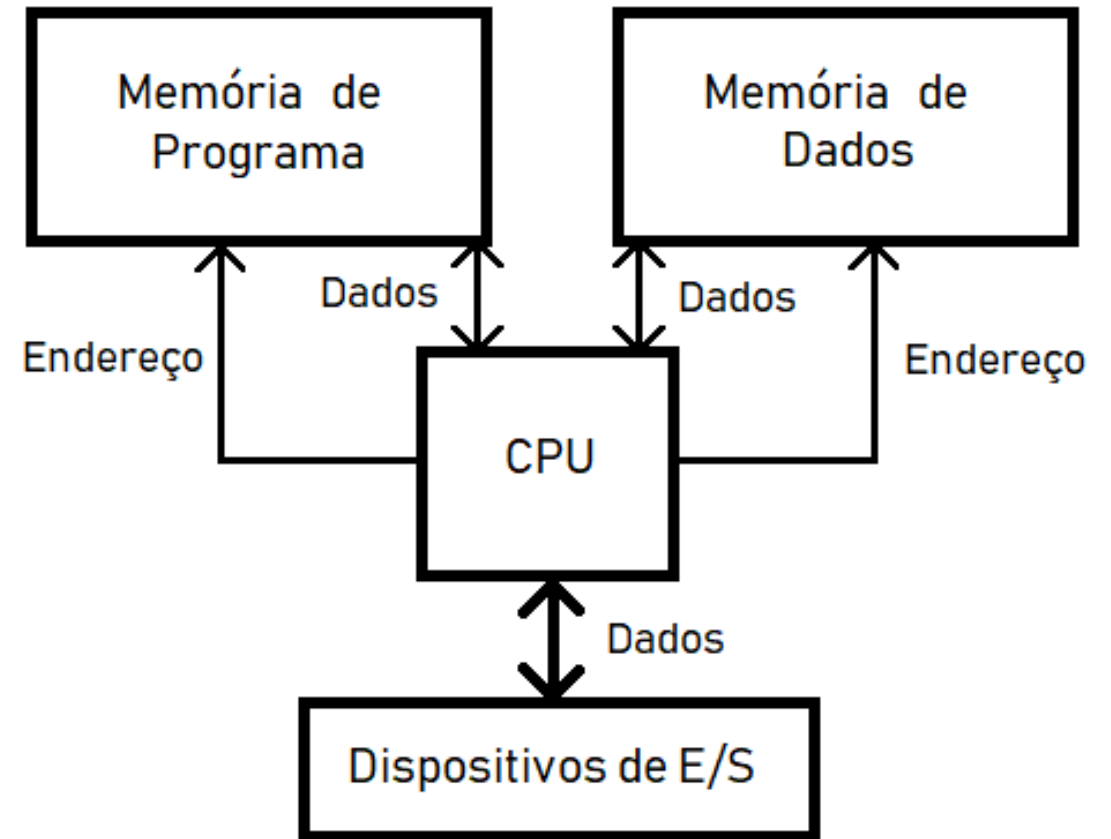 Memória de
Programa
Memória de
Dados
Dados
Dados
Endereço
Endereço
CPU
Dados
Dispositivos de E/S